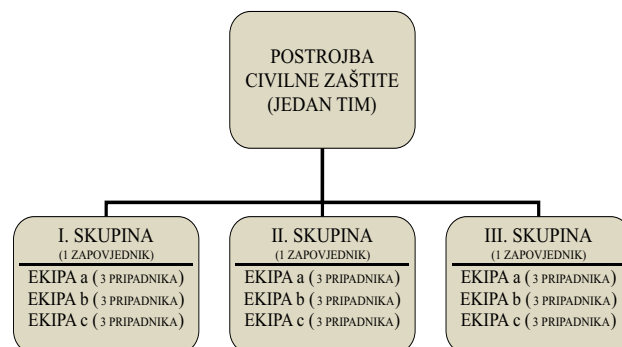 POSTROJBA
CIVILNE ZAŠTITE
(JEDAN TIM)
I. SKUPINA
(1 ZAPOVJEDNIK)
EKIPA a (3 PRIPADNIKA)
EKIPA b (3 PRIPADNIKA)
EKIPA c (3 PRIPADNIKA)
II. SKUPINA
(1 ZAPOVJEDNIK)
EKIPA a (3 PRIPADNIKA)
EKIPA b (3 PRIPADNIKA)
EKIPA c (3 PRIPADNIKA)
III. SKUPINA
(1 ZAPOVJEDNIK)
EKIPA a (3 PRIPADNIKA)
EKIPA b (3 PRIPADNIKA)
EKIPA c (3 PRIPADNIKA)